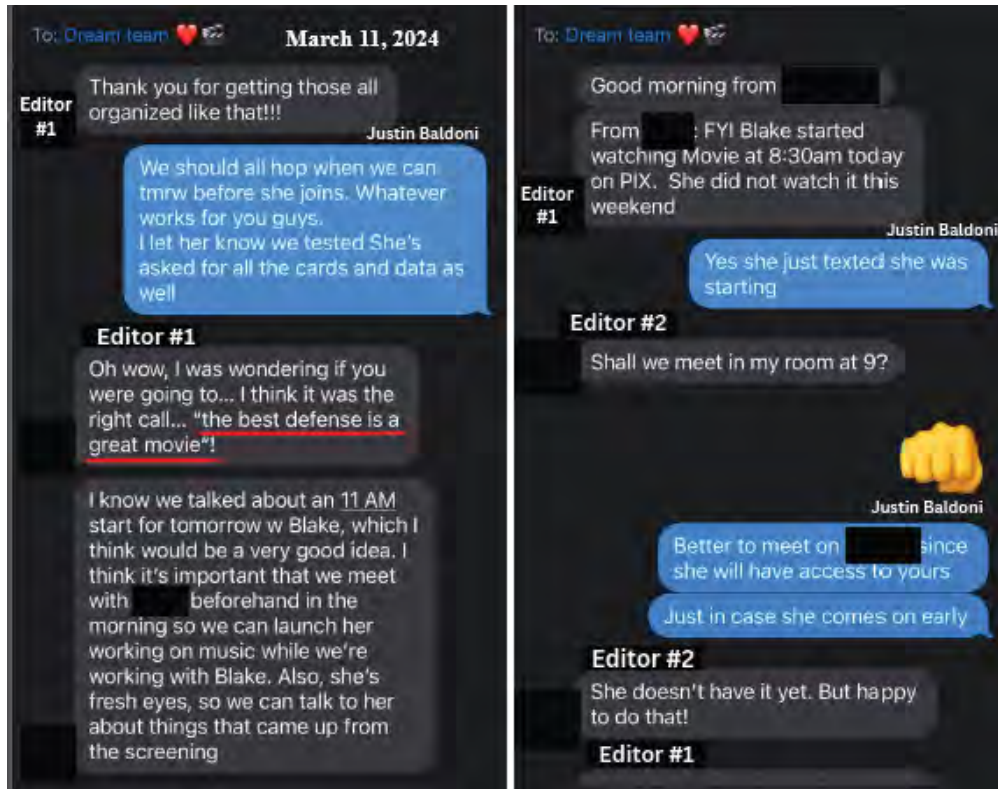 To: Dream team ❤️🎬
March 11, 2024
Editor
#1
Thank you for getting those all
organized like that!!!
Justin Baldoni
We should all hop when we can
tmrw before she joins. Whatever
works for you guys.
I let her know we tested She's
asked for all the cards and data as
well
Editor #1
Oh wow, I was wondering if you
were going to... I think it was the
right call... "the best defense is a
great movie"!
I know we talked about an 11 AM
start for tomorrow w Blake, which I
think would be a very good idea. I
think it's important that we meet
with beforehand in the
morning so we can launch her
working on music while we're
working with Blake. Also, she's
fresh eyes, so we can talk to her
about things that came up from
the screening
To: Dream team ❤️🎬
Good morning from
Editor
#1
From : FYI Blake started
watching Movie at 8:30am today
on PIX. She did not watch it this
weekend
Justin Baldoni
Yes she just texted she was
starting
Editor #2
Shall we meet in my room at 9?
Justin Baldoni
Better to meet on since
she will have access to yours
Just in case she comes on early
Editor #2
She doesn't have it yet. But happy
to do that!
Editor #1